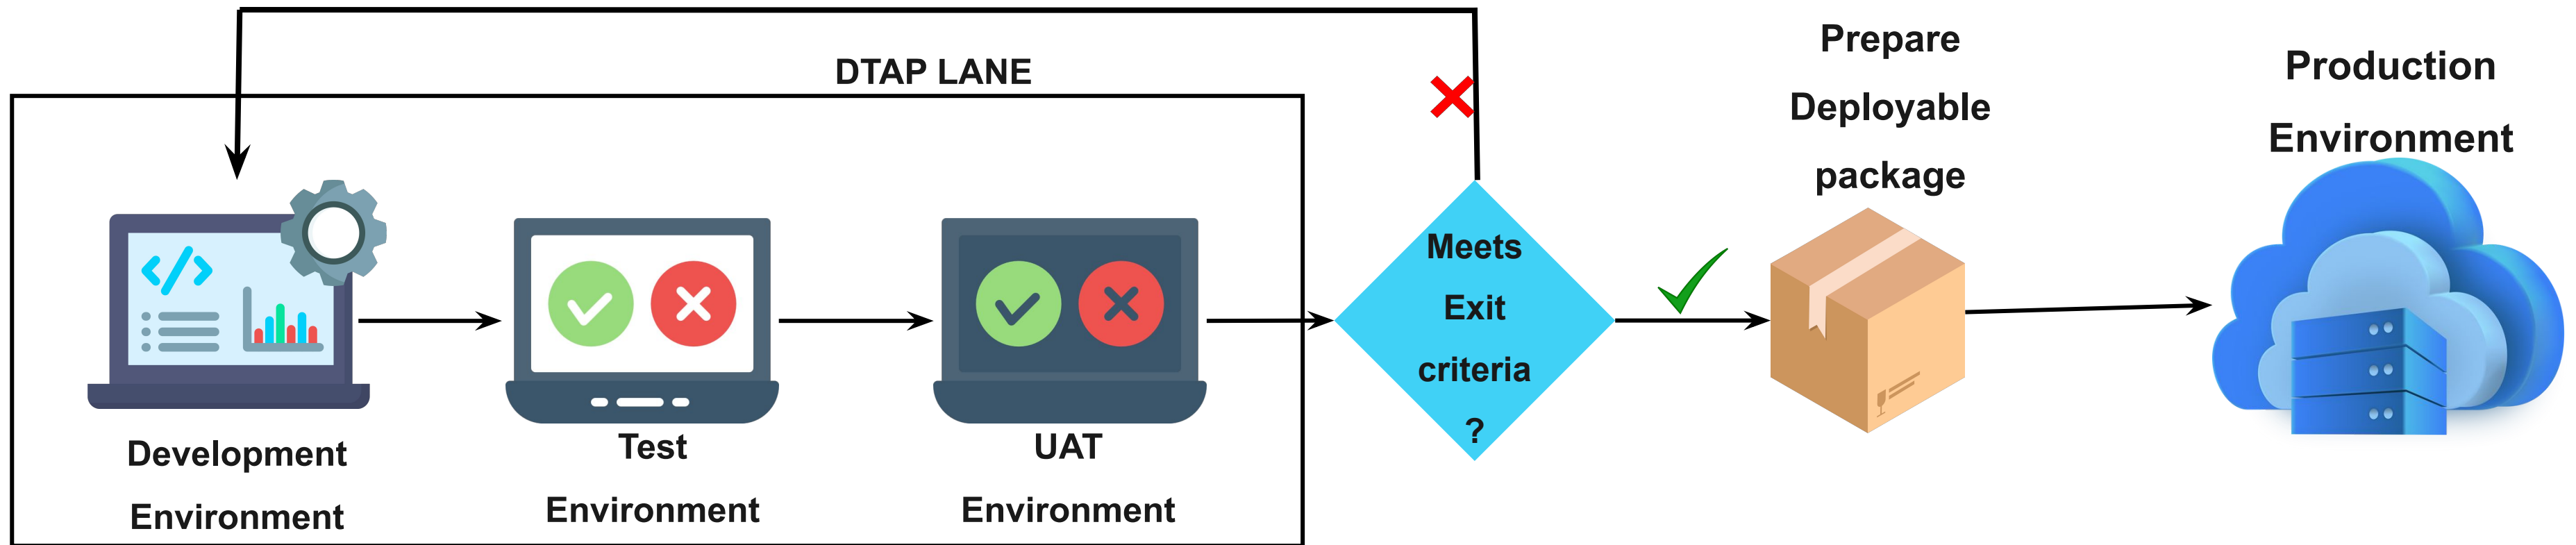 DTAP LANE
Development
Environment
Test
Environment
UAT
Environment
Meets
Exit
criteria
?
Prepare
Deployable
package
Production
Environment